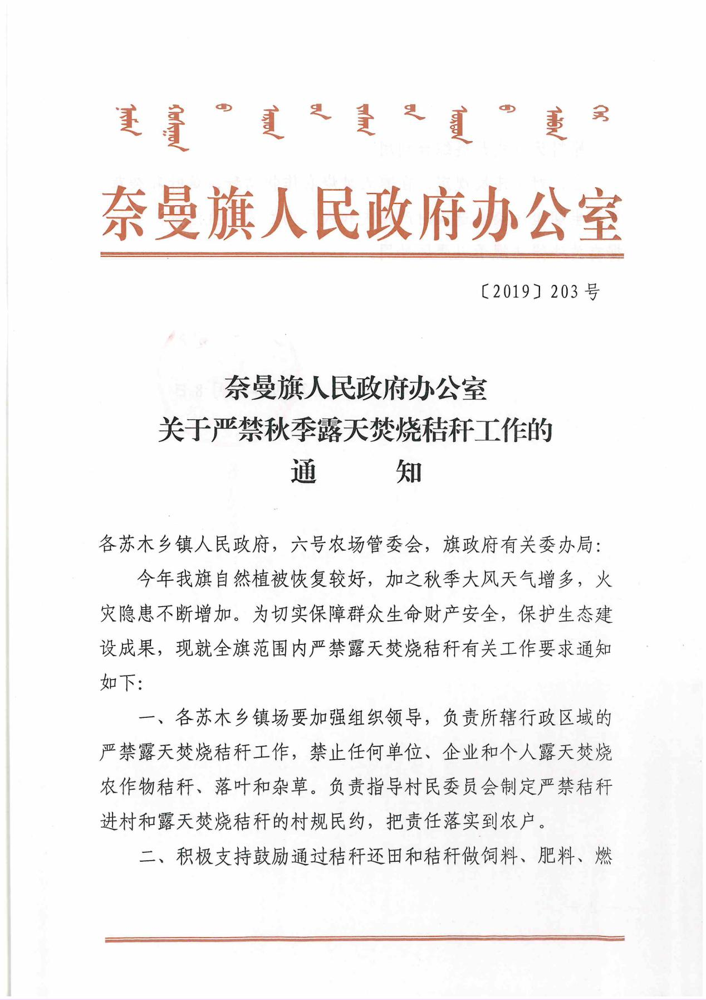 奈曼旗人民政府办公室
〔2019〕203号
奈曼旗人民政府办公室
关于严禁秋季露天焚烧秸秆工作的
通 知
各苏木乡镇人民政府，六号农场管委会，旗政府有关委办局：
今年我旗自然植被恢复较好，加之秋季大风天气增多，火
灾隐患不断增加。为切实保障群众生命财产安全，保护生态建
设成果，现就全旗范围内严禁露天焚烧秸秆有关工作要求通知
如下：
一、各苏木乡镇场要加强组织领导，负责所辖行政区域的
严禁露天焚烧秸秆工作，禁止任何单位、企业和个人露天焚烧
农作物秸秆、落叶和杂草。负责指导村民委员会制定严禁秸秆
进村和露天焚烧秸秆的村规民约，把责任落实到农户。
二、积极支持鼓励通过秸秆还田和秸秆做饲料、肥料、燃